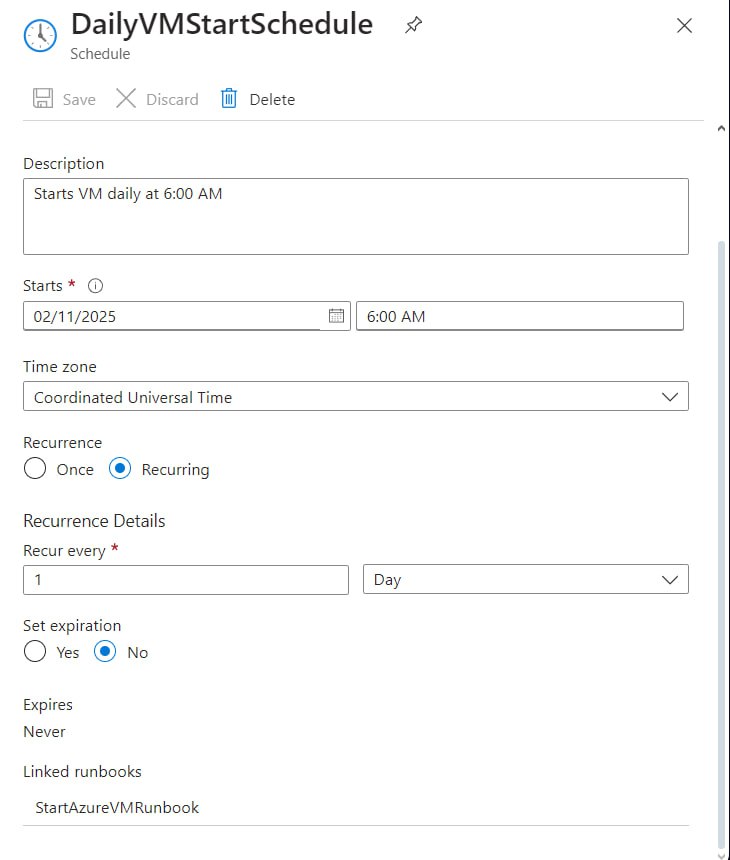 DailyVMStartSchedule
Schedule
Save Discard Delete
Description
Starts VM daily at 6:00 AM
Starts *
02/11/2025 6:00 AM
Time zone
Coordinated Universal Time
Recurrence
Once Recurring
Recurrence Details
Recur every *
1 Day
Set expiration
Yes No
Expires
Never
Linked runbooks
StartAzureVMRunbook